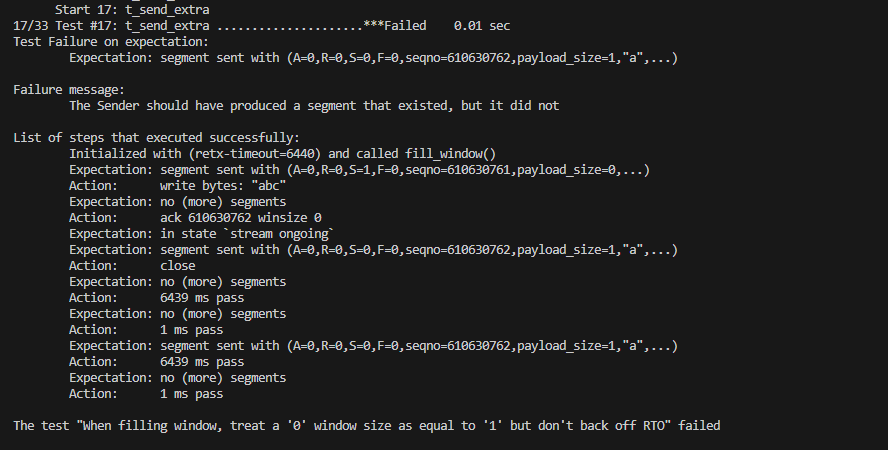 Start 17: t_send_extra
17/33 Test #17: t_send_extra .....................***Failed    0.01 sec
Test Failure on expectation:
        Expectation: segment sent with (A=0,R=0,S=0,F=0,seqno=610630762,payload_size=1,"a",...)
Failure message:
        The Sender should have produced a segment that existed, but it did not
List of steps that executed successfully:
        Initialized with (retx-timeout=6440) and called fill_window()
        Expectation: segment sent with (A=0,R=0,S=1,F=0,seqno=610630761,payload_size=0,...)
        Action:      write bytes: "abc"
        Expectation: no (more) segments
        Action:      ack 610630762 winsize 0
        Expectation: in state `stream ongoing`
        Expectation: segment sent with (A=0,R=0,S=0,F=0,seqno=610630762,payload_size=1,"a",...)
        Action:      close
        Expectation: no (more) segments
        Action:      6439 ms pass
        Expectation: no (more) segments
        Action:      1 ms pass
        Expectation: segment sent with (A=0,R=0,S=0,F=0,seqno=610630762,payload_size=1,"a",...)
        Action:      6439 ms pass
        Expectation: no (more) segments
        Action:      1 ms pass
The test "When filling window, treat a '0' window size as equal to '1' but don't back off RTO" failed